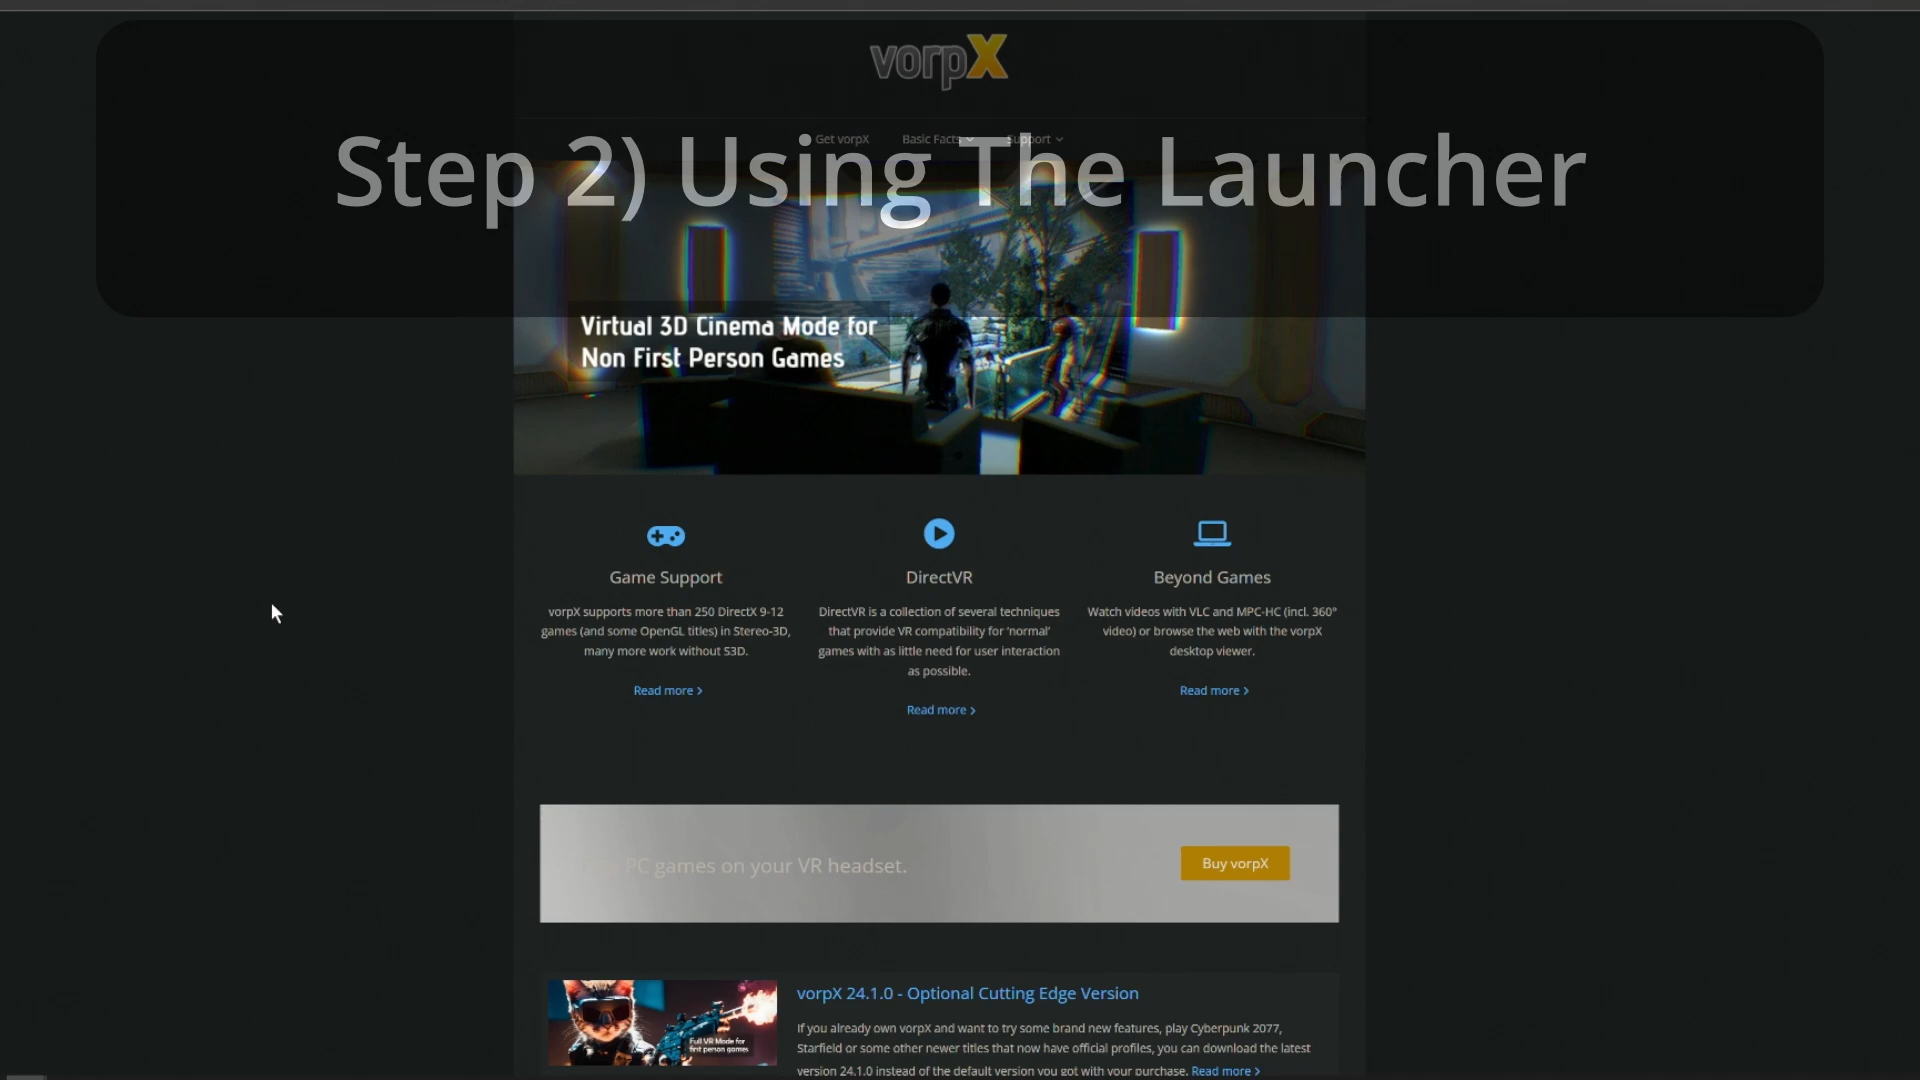 vorpX
Get vorpX Basic Facts Support
Step 2) Using The Launcher
Virtual 3D Cinema Mode for
Non First Person Games
Game Support
vorpX supports more than 250 DirectX 9-12
games (and some OpenGL titles) in Stereo-3D,
many more work without S3D.
Read more >
DirectVR
DirectVR is a collection of several techniques
that provide VR compatibility for 'normal'
games with as little need for user interaction
as possible.
Read more >
Beyond Games
Watch videos with VLC and MPC-HC (incl. 360°
video) or browse the web with the vorpX
desktop viewer.
Read more >
PC games on your VR headset.
Buy vorpX
Full VR Mode for
first person games
vorpX 24.1.0 - Optional Cutting Edge Version
If you already own vorpX and want to try some brand new features, play Cyberpunk 2077,
Starfield or some other newer titles that now have official profiles, you can download the latest
version 24.1.0 instead of the default version you got with your purchase. Read more >